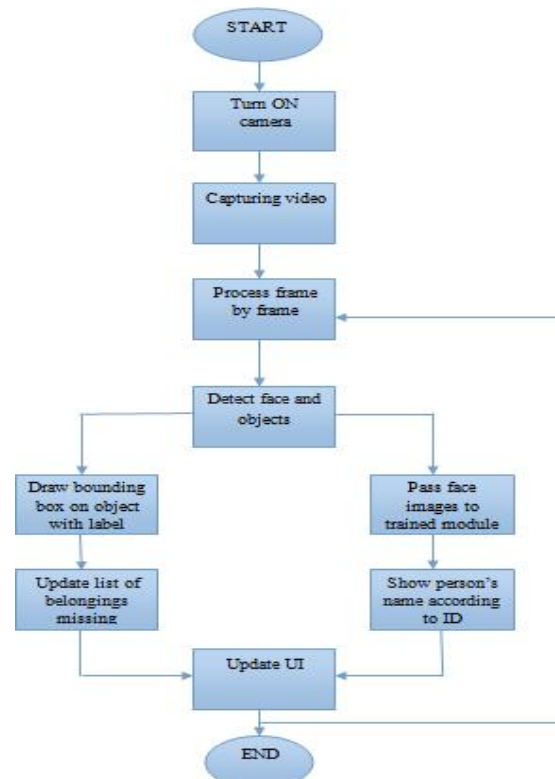 START
Turn ON
camera
Capturing video
Process frame
by frame
Detect face and
objects
Draw bounding
box on object
with label
Pass face
images to
trained module
Update list of
belongings
missing
Show person's
name according
to ID
Update UI
END